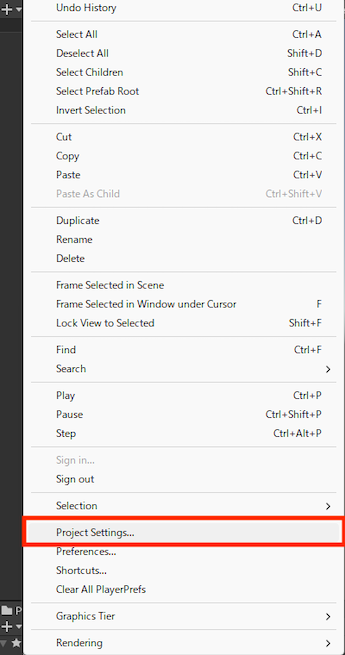 Undo History Ctrl+U
Select All Ctrl+A
Deselect All Shift+D
Select Children Shift+C
Select Prefab Root Ctrl+Shift+R
Invert Selection Ctrl+I
Cut Ctrl+X
Copy Ctrl+C
Paste Ctrl+V
Paste As Child Ctrl+Shift+V
Duplicate Ctrl+D
Rename
Delete
Frame Selected in Scene
Frame Selected in Window under Cursor F
Lock View to Selected Shift+F
Find Ctrl+F
Search
Play Ctrl+P
Pause Ctrl+Shift+P
Step Ctrl+Alt+P
Sign in...
Sign out
Selection
Project Settings...
Preferences...
Shortcuts...
Clear All PlayerPrefs
P
Graphics Tier
Rendering